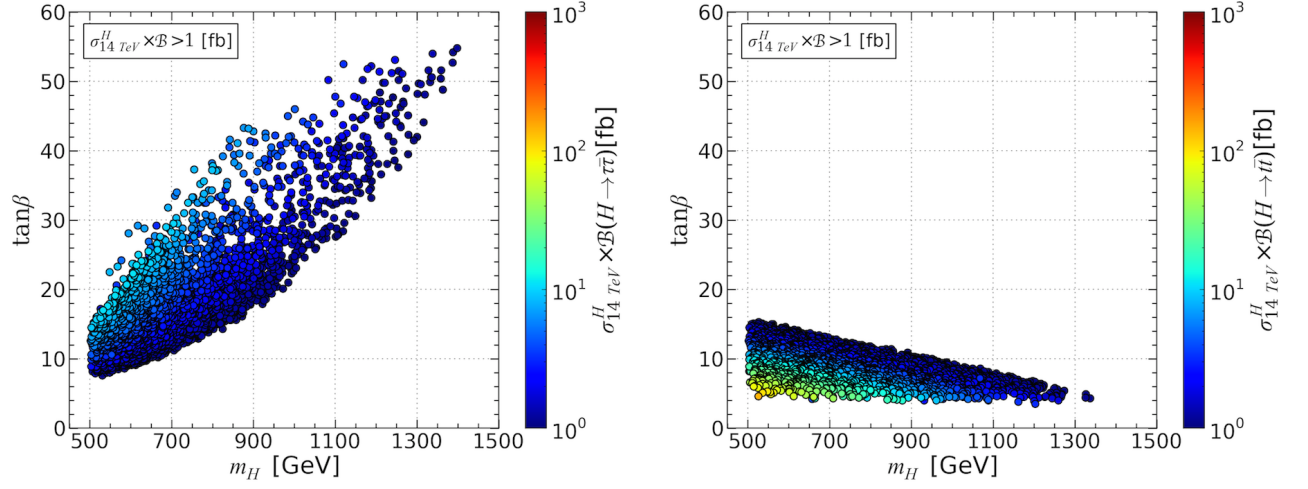 60
50
40
30
20
10
0
tanβ
500 700 900 1100 1300 1500
m_H [GeV]
σ^H_{14 TeV} × ℬ > 1 [fb]
10^3
10^2
10^1
10^0
σ^H_{14 TeV} × ℬ(H→ττ̄)[fb]
60
50
40
30
20
10
0
tanβ
500 700 900 1100 1300 1500
m_H [GeV]
σ^H_{14 TeV} × ℬ > 1 [fb]
10^3
10^2
10^1
10^0
σ^H_{14 TeV} × ℬ(H→tt̄)[fb]